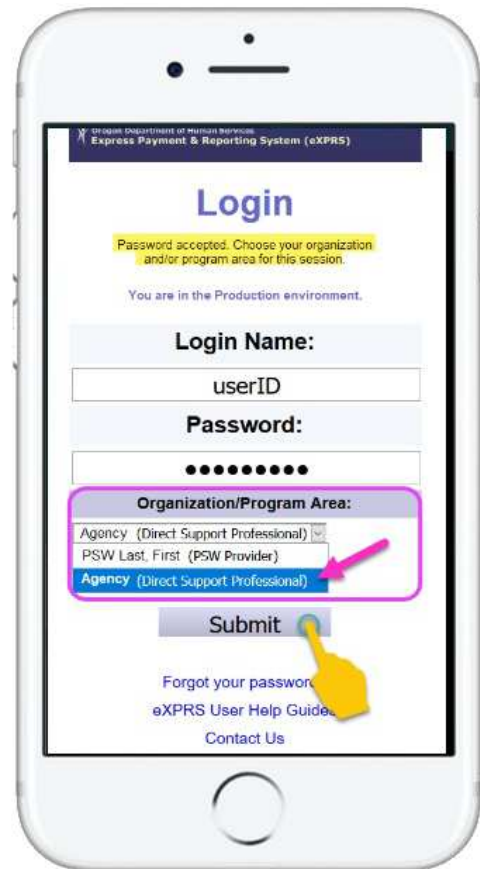 Oregon Department of Human Services
Express Payment & Reporting System (eXPRS)
Login
Password accepted. Choose your organization
and/or program area for this session.
You are in the Production environment.
Login Name:
userID
Password:
Organization/Program Area:
Agency (Direct Support Professional)
PSW Last, First (PSW Provider)
Agency (Direct Support Professional)
Submit
Forgot your password
eXPRS User Help Guides
Contact Us